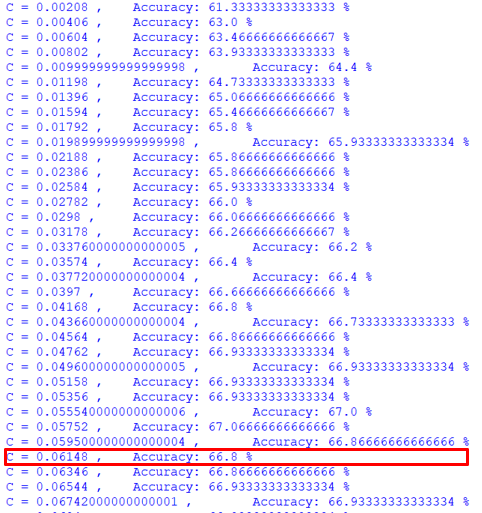 C = 0.00208 , Accuracy: 61.33333333333333 %
C = 0.00406 , Accuracy: 63.0 %
C = 0.00604 , Accuracy: 63.46666666666667 %
C = 0.00802 , Accuracy: 63.93333333333333 %
C = 0.009999999999999998 , Accuracy: 64.4 %
C = 0.01198 , Accuracy: 64.73333333333333 %
C = 0.01396 , Accuracy: 65.06666666666666 %
C = 0.01594 , Accuracy: 65.46666666666667 %
C = 0.01792 , Accuracy: 65.8 %
C = 0.019899999999999998 , Accuracy: 65.93333333333334 %
C = 0.02188 , Accuracy: 65.86666666666666 %
C = 0.02386 , Accuracy: 65.86666666666666 %
C = 0.02584 , Accuracy: 65.93333333333334 %
C = 0.02782 , Accuracy: 66.0 %
C = 0.0298 , Accuracy: 66.06666666666666 %
C = 0.03178 , Accuracy: 66.26666666666667 %
C = 0.033760000000000005 , Accuracy: 66.2 %
C = 0.03574 , Accuracy: 66.4 %
C = 0.037720000000000004 , Accuracy: 66.4 %
C = 0.0397 , Accuracy: 66.66666666666666 %
C = 0.04168 , Accuracy: 66.8 %
C = 0.043660000000000004 , Accuracy: 66.73333333333333 %
C = 0.04564 , Accuracy: 66.86666666666666 %
C = 0.04762 , Accuracy: 66.93333333333334 %
C = 0.049600000000000005 , Accuracy: 66.93333333333334 %
C = 0.05158 , Accuracy: 66.93333333333334 %
C = 0.05356 , Accuracy: 66.93333333333334 %
C = 0.055540000000000006 , Accuracy: 67.0 %
C = 0.05752 , Accuracy: 67.06666666666666 %
C = 0.059500000000000004 , Accuracy: 66.86666666666666 %
C = 0.06148 , Accuracy: 66.8 %
C = 0.06346 , Accuracy: 66.86666666666666 %
C = 0.06544 , Accuracy: 66.93333333333334 %
C = 0.06742000000000001 , Accuracy: 66.93333333333334 %